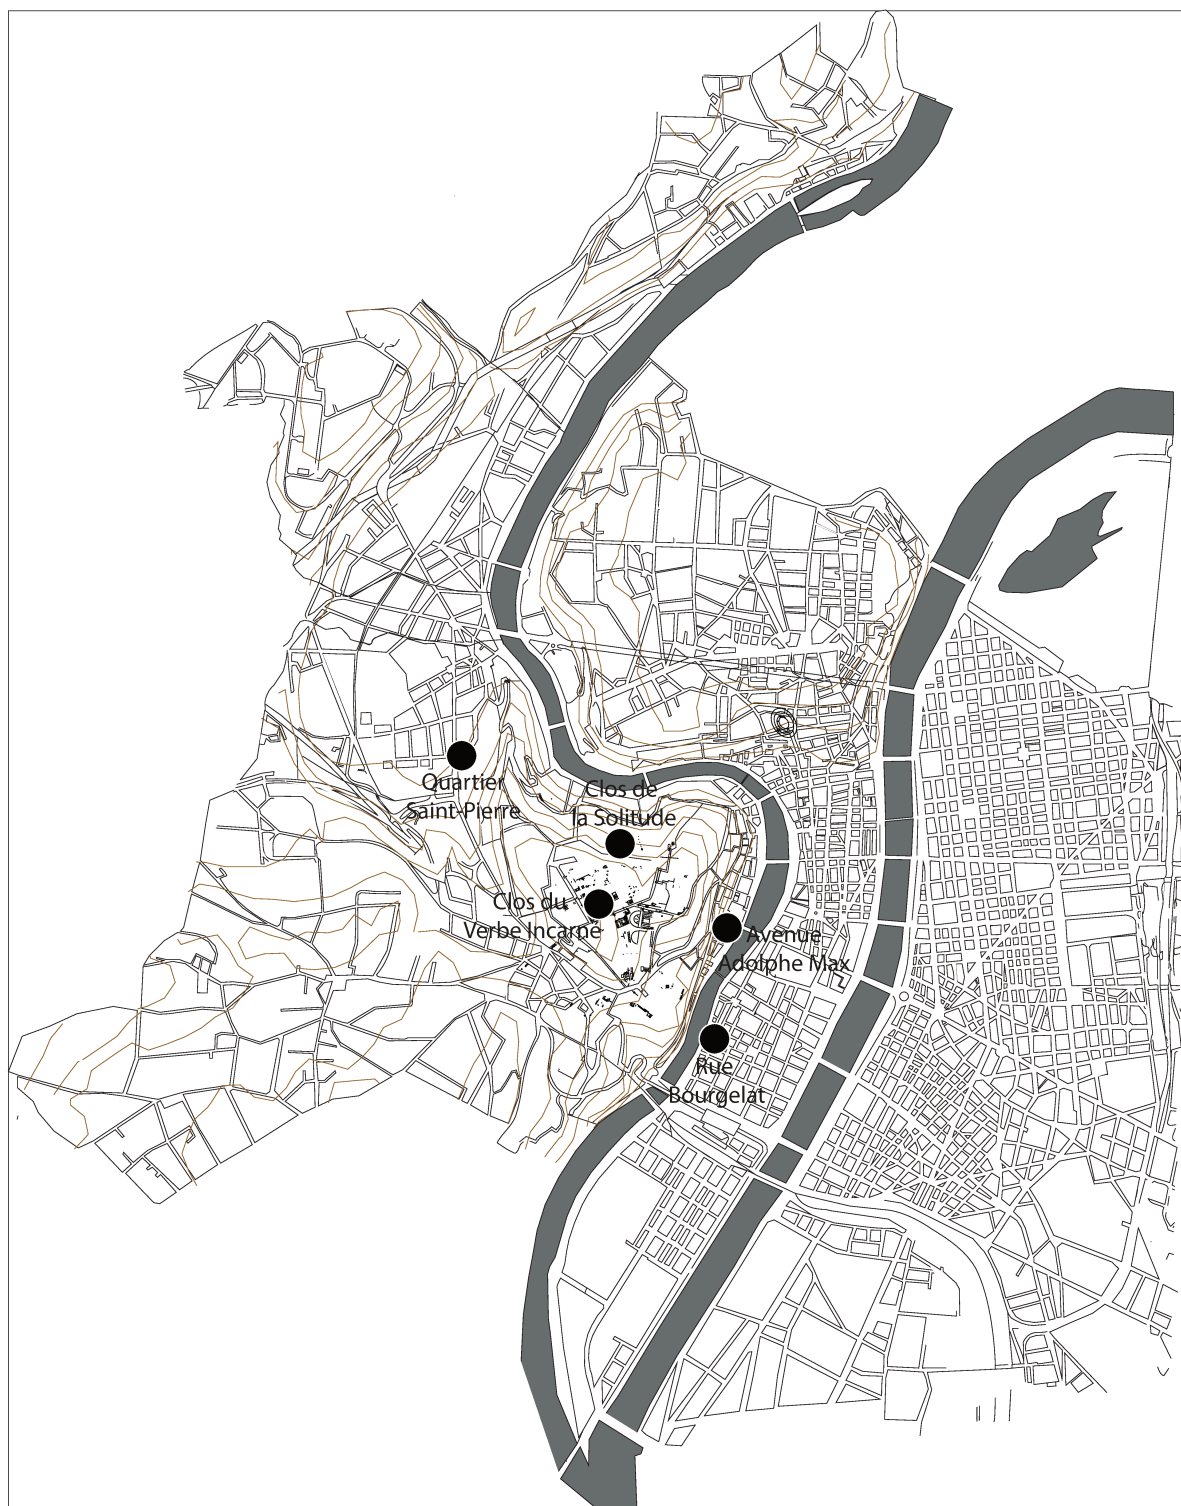 Quartier
Saint-Pierre
Clos de
la Solitude
Clos du
Verbe Incarné
Avenue
Adolphe Max
Rue
Bourgelat